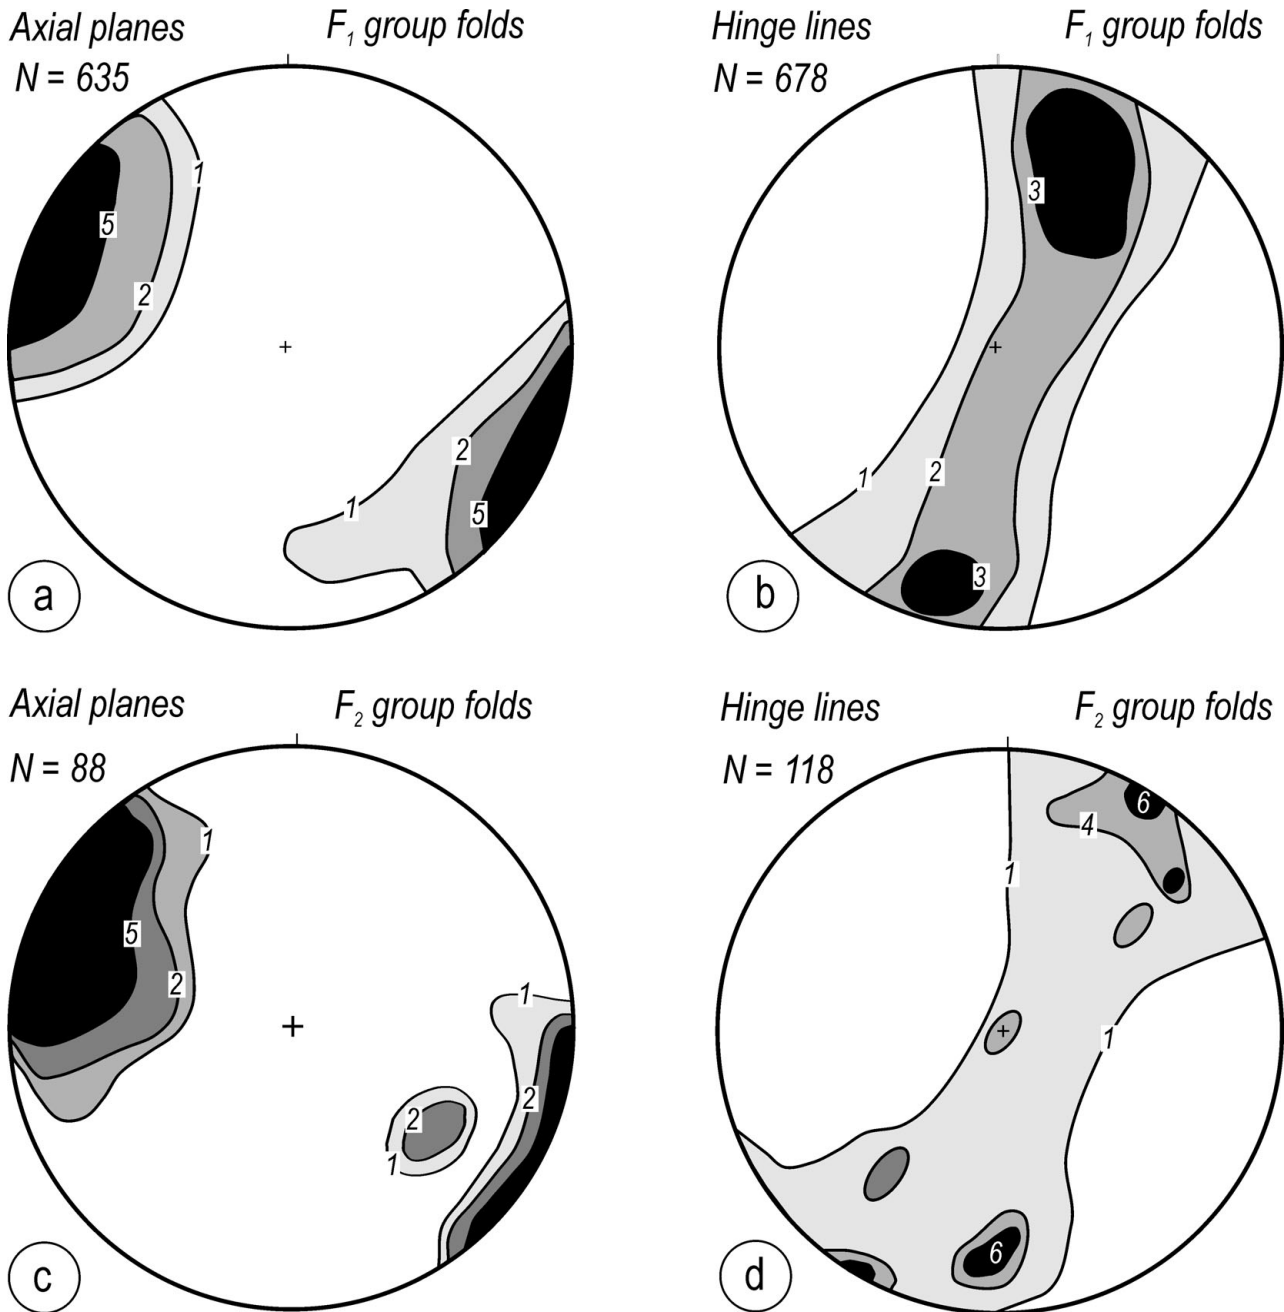 Axial planes F₁ group folds
N = 635
1
5
2
2
1
5
a
Hinge lines F₁ group folds
N = 678
3
1
2
3
b
Axial planes F₂ group folds
N = 88
1
5
2
1
2
2
1
c
Hinge lines F₂ group folds
N = 118
6
4
1
1
6
d